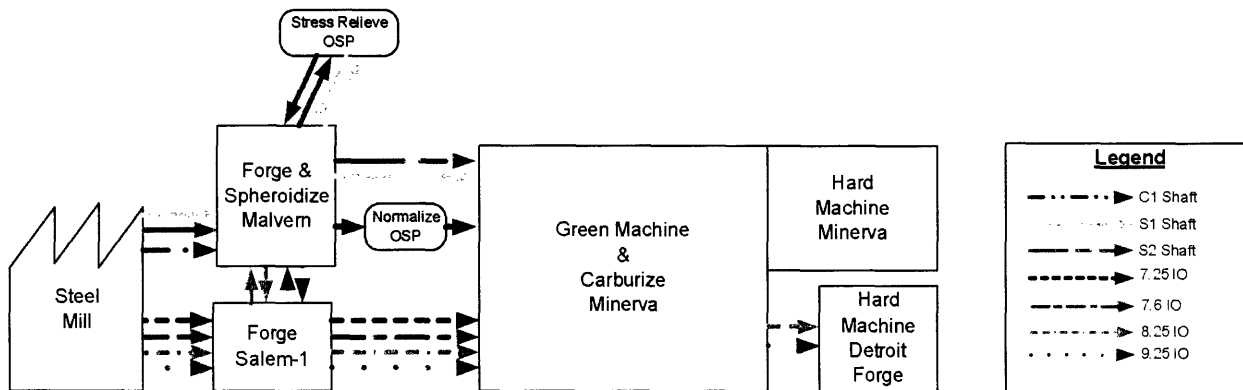 Stress Relieve
OSP
Forge &
Spheroidize
Malvern
Normalize
OSP
Steel
Mill
Forge
Salem-1
Green Machine
&
Carburize
Minerva
Hard
Machine
Minerva
Hard
Machine
Detroit
Forge
Legend
C1 Shaft
S1 Shaft
S2 Shaft
7.25 IO
7.6 IO
8.25 IO
9.25 IO